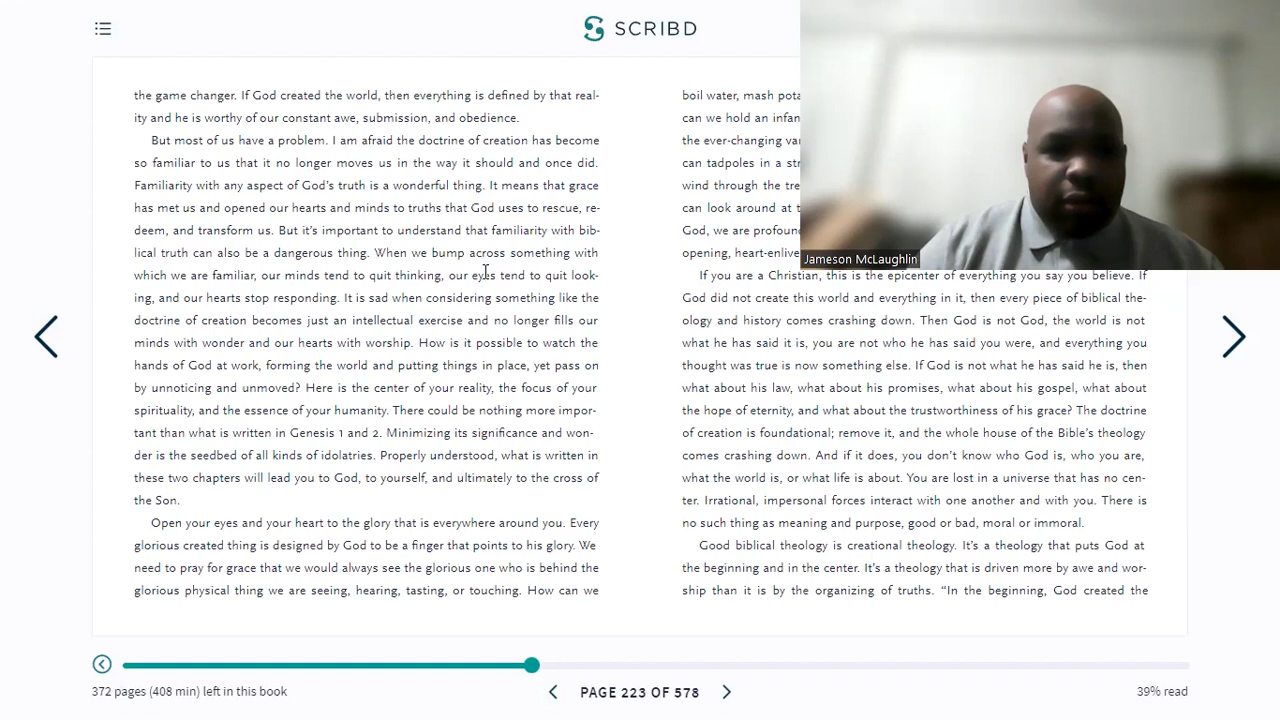 SCRIBD
the game changer. If God created the world, then everything is defined by that real-
ity and he is worthy of our constant awe, submission, and obedience.
But most of us have a problem. I am afraid the doctrine of creation has become
so familiar to us that it no longer moves us in the way it should and once did.
Familiarity with any aspect of God's truth is a wonderful thing. It means that grace
has met us and opened our hearts and minds to truths that God uses to rescue, re-
deem, and transform us. But it's important to understand that familiarity with bib-
lical truth can also be a dangerous thing. When we bump across something with
which we are familiar, our minds tend to quit thinking, our eyes tend to quit look-
ing, and our hearts stop responding. It is sad when considering something like the
doctrine of creation becomes just an intellectual exercise and no longer fills our
minds with wonder and our hearts with worship. How is it possible to watch the
hands of God at work, forming the world and putting things in place, yet pass on
by unnoticing and unmoved? Here is the center of your reality, the focus of your
spirituality, and the essence of your humanity. There could be nothing more impor-
tant than what is written in Genesis 1 and 2. Minimizing its significance and won-
der is the seedbed of all kinds of idolatries. Properly understood, what is written in
these two chapters will lead you to God, to yourself, and ultimately to the cross of
the Son.
Open your eyes and your heart to the glory that is everywhere around you. Every
glorious created thing is designed by God to be a finger that points to his glory. We
need to pray for grace that we would always see the glorious one who is behind the
glorious physical thing we are seeing, hearing, tasting, or touching. How can we
boil water, mash
can we hold an infan
the ever-changing
can tadpoles in a
wind through the
can look around at
God, we are
opening,
Jameson McLaughlin
If you are a Christian, this is the epicenter of everything you say you believe. If
God did not create this world and everything in it, then every piece of biblical the-
ology and history comes crashing down. Then God is not God, the world is not
what he has said it is, you are not who he has said you were, and everything you
thought was true is now something else. If God is not what he has said he is, then
what about his law, what about his promises, what about his gospel, what about
the hope of eternity, and what about the trustworthiness of his grace? The doctrine
of creation is foundational; remove it, and the whole house of the Bible's theology
comes crashing down. And if it does, you don't know who God is, who you are,
what the world is, or what life is about. You are lost in a universe that has no cen-
ter. Irrational, impersonal forces interact with one another and with you. There is
no such thing as meaning and purpose, good or bad, moral or immoral.
Good biblical theology is creational theology. It's a theology that puts God at
the beginning and in the center. It's a theology that is driven more by awe and wor-
ship than it is by the organizing of truths. “In the beginning, God created the
372 pages (408 min) left in this book
PAGE 223 OF 578
39% read